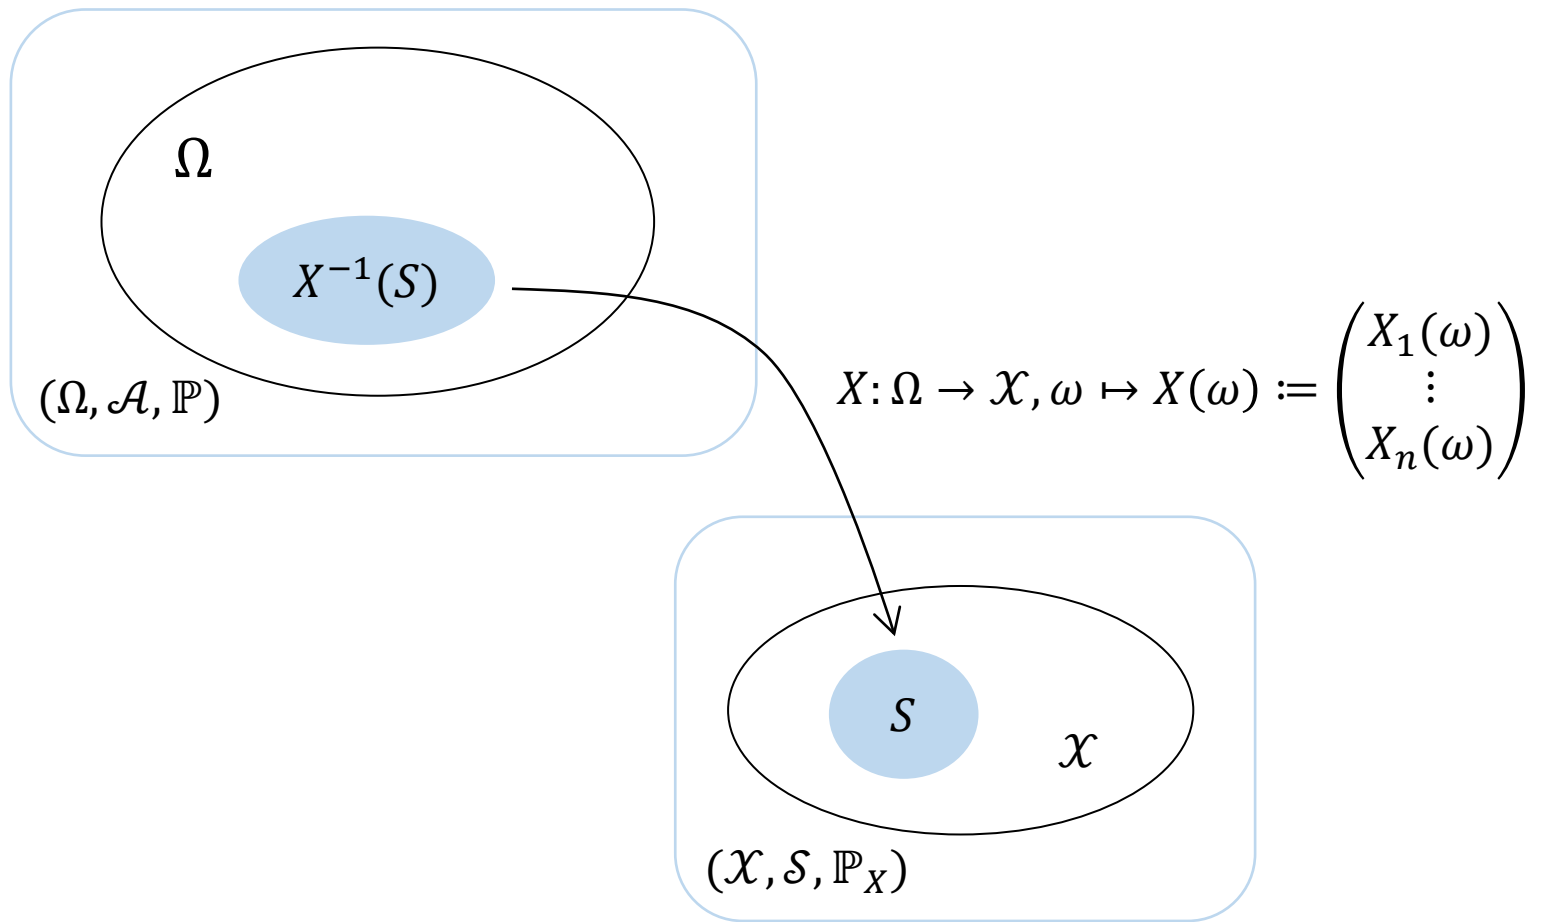 Ω
X⁻¹(S)
(Ω, 𝒜, ℙ)
X: Ω → 𝒳, ω ↦ X(ω) ≔ (X₁(ω) ⋮ Xₙ(ω))
S
𝒳
(𝒳, 𝒮, ℙ_X)